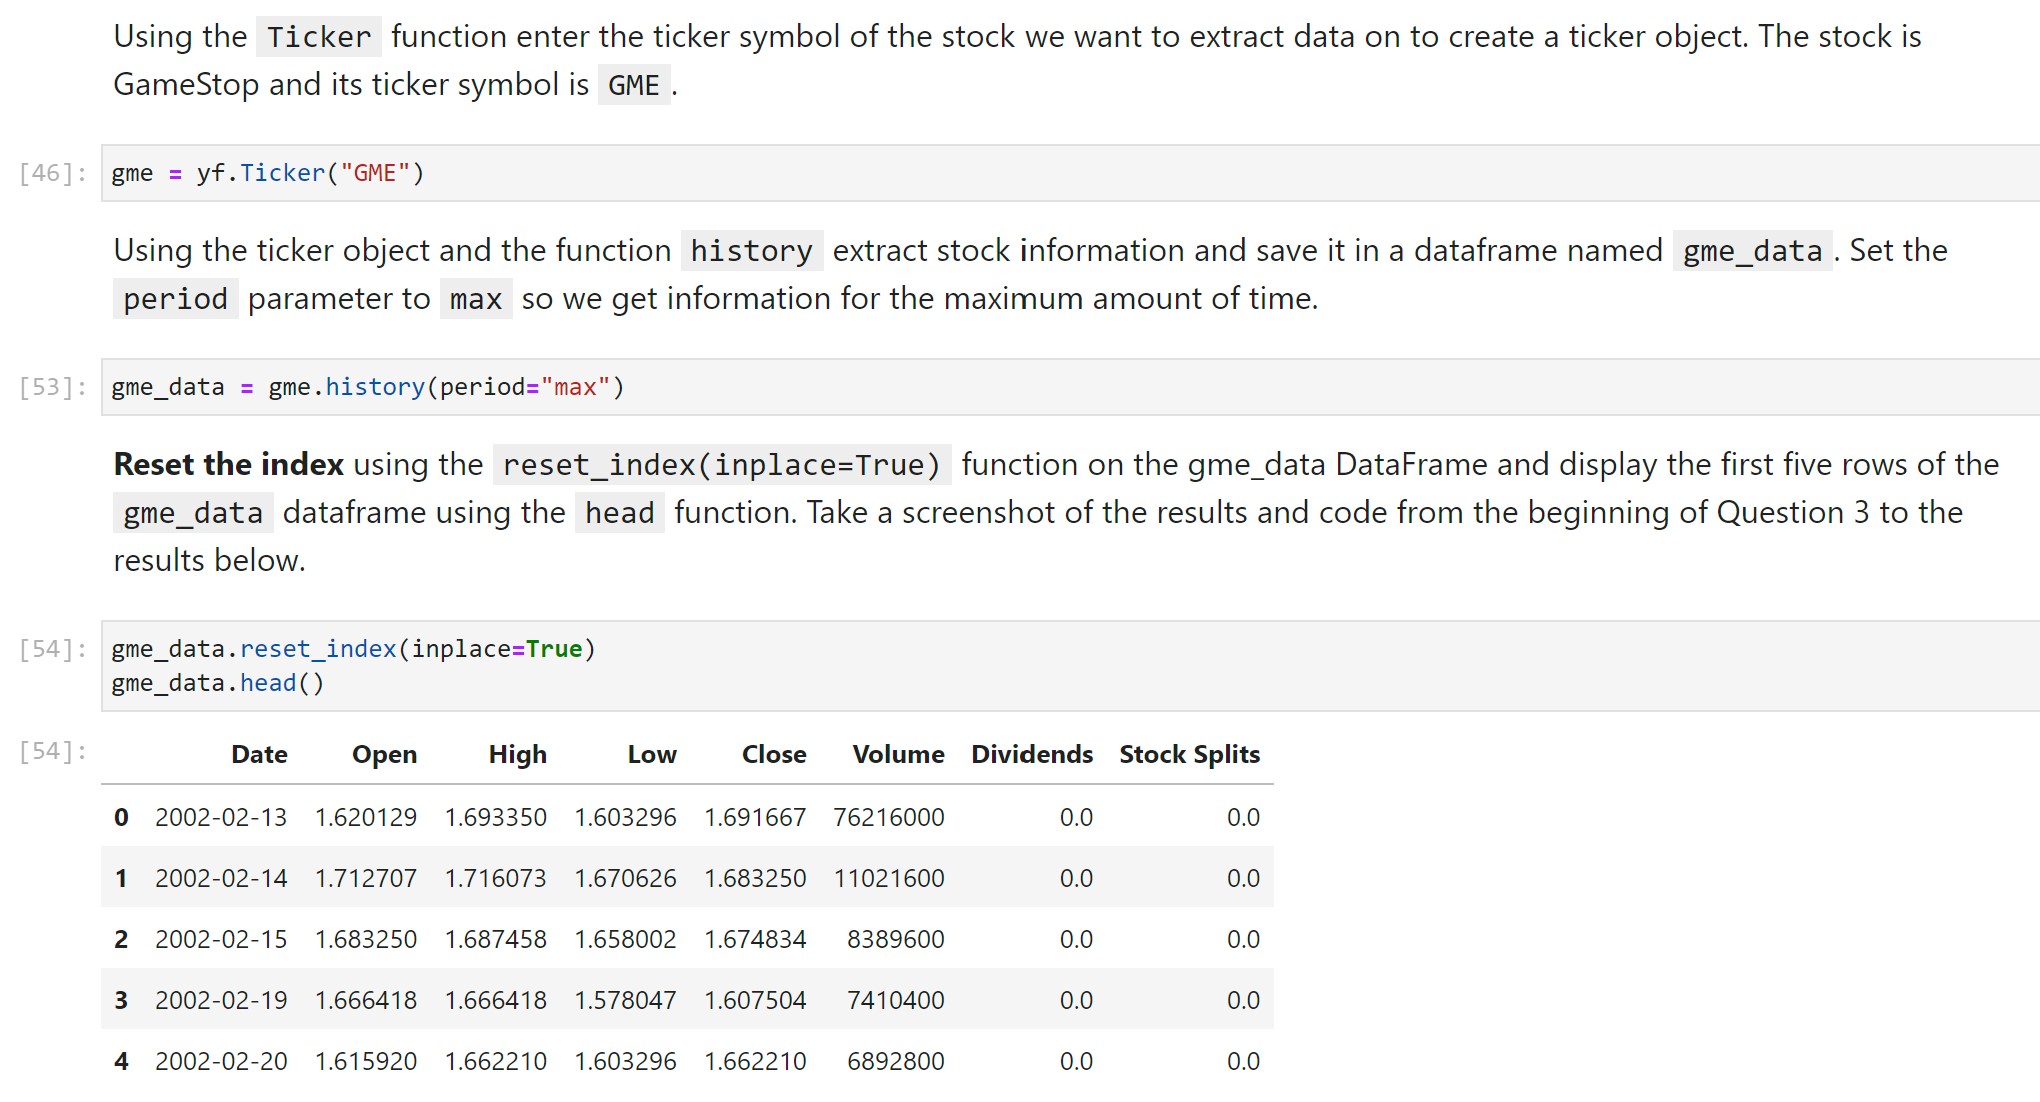 Using the Ticker function enter the ticker symbol of the stock we want to extract data on to create a ticker object. The stock is
GameStop and its ticker symbol is GME .
[46]: gme = yf.Ticker("GME")
Using the ticker object and the function history extract stock information and save it in a dataframe named gme_data . Set the
period parameter to max so we get information for the maximum amount of time.
[53]: gme_data = gme.history(period="max")
Reset the index using the reset_index(inplace=True) function on the gme_data DataFrame and display the first five rows of the
gme_data dataframe using the head function. Take a screenshot of the results and code from the beginning of Question 3 to the
results below.
[54]: gme_data.reset_index(inplace=True)
gme_data.head()
[54]: Date Open High Low Close Volume Dividends Stock Splits
0 2002-02-13 1.620129 1.693350 1.603296 1.691667 76216000 0.0 0.0
1 2002-02-14 1.712707 1.716073 1.670626 1.683250 11021600 0.0 0.0
2 2002-02-15 1.683250 1.687458 1.658002 1.674834 8389600 0.0 0.0
3 2002-02-19 1.666418 1.666418 1.578047 1.607504 7410400 0.0 0.0
4 2002-02-20 1.615920 1.662210 1.603296 1.662210 6892800 0.0 0.0